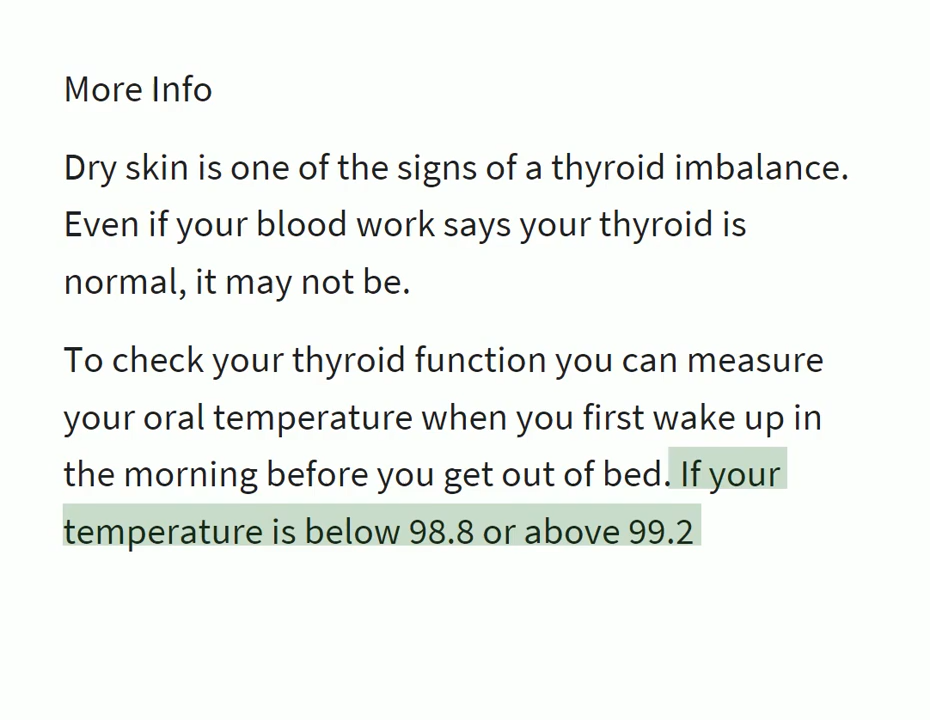 More Info
Dry skin is one of the signs of a thyroid imbalance.
Even if your blood work says your thyroid is
normal, it may not be.
To check your thyroid function you can measure
your oral temperature when you first wake up in
the morning before you get out of bed. If your
temperature is below 98.8 or above 99.2